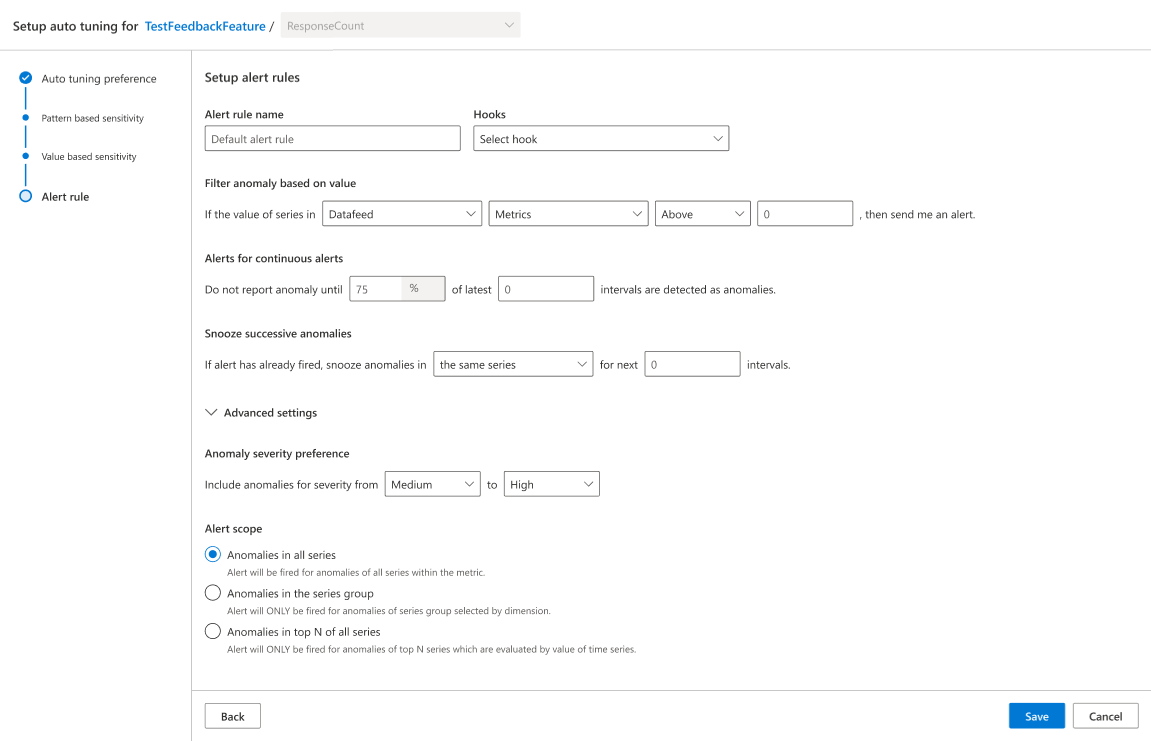 Setup auto tuning for TestFeedbackFeature / ResponseCount
Auto tuning preference
Pattern based sensitivity
Value based sensitivity
Alert rule
Setup alert rules
Alert rule name Hooks
Default alert rule Select hook
Filter anomaly based on value
If the value of series in Datafeed Metrics Above 0 , then send me an alert.
Alerts for continuous alerts
Do not report anomaly until 75 % of latest 0 intervals are detected as anomalies.
Snooze successive anomalies
If alert has already fired, snooze anomalies in the same series for next 0 intervals.
Advanced settings
Anomaly severity preference
Include anomalies for severity from Medium to High
Alert scope
Anomalies in all series
Alert will be fired for anomalies of all series within the metric.
Anomalies in the series group
Alert will ONLY be fired for anomalies of series group selected by dimension.
Anomalies in top N of all series
Alert will ONLY be fired for anomalies of top N series which are evaluated by value of time series.
Back Save Cancel